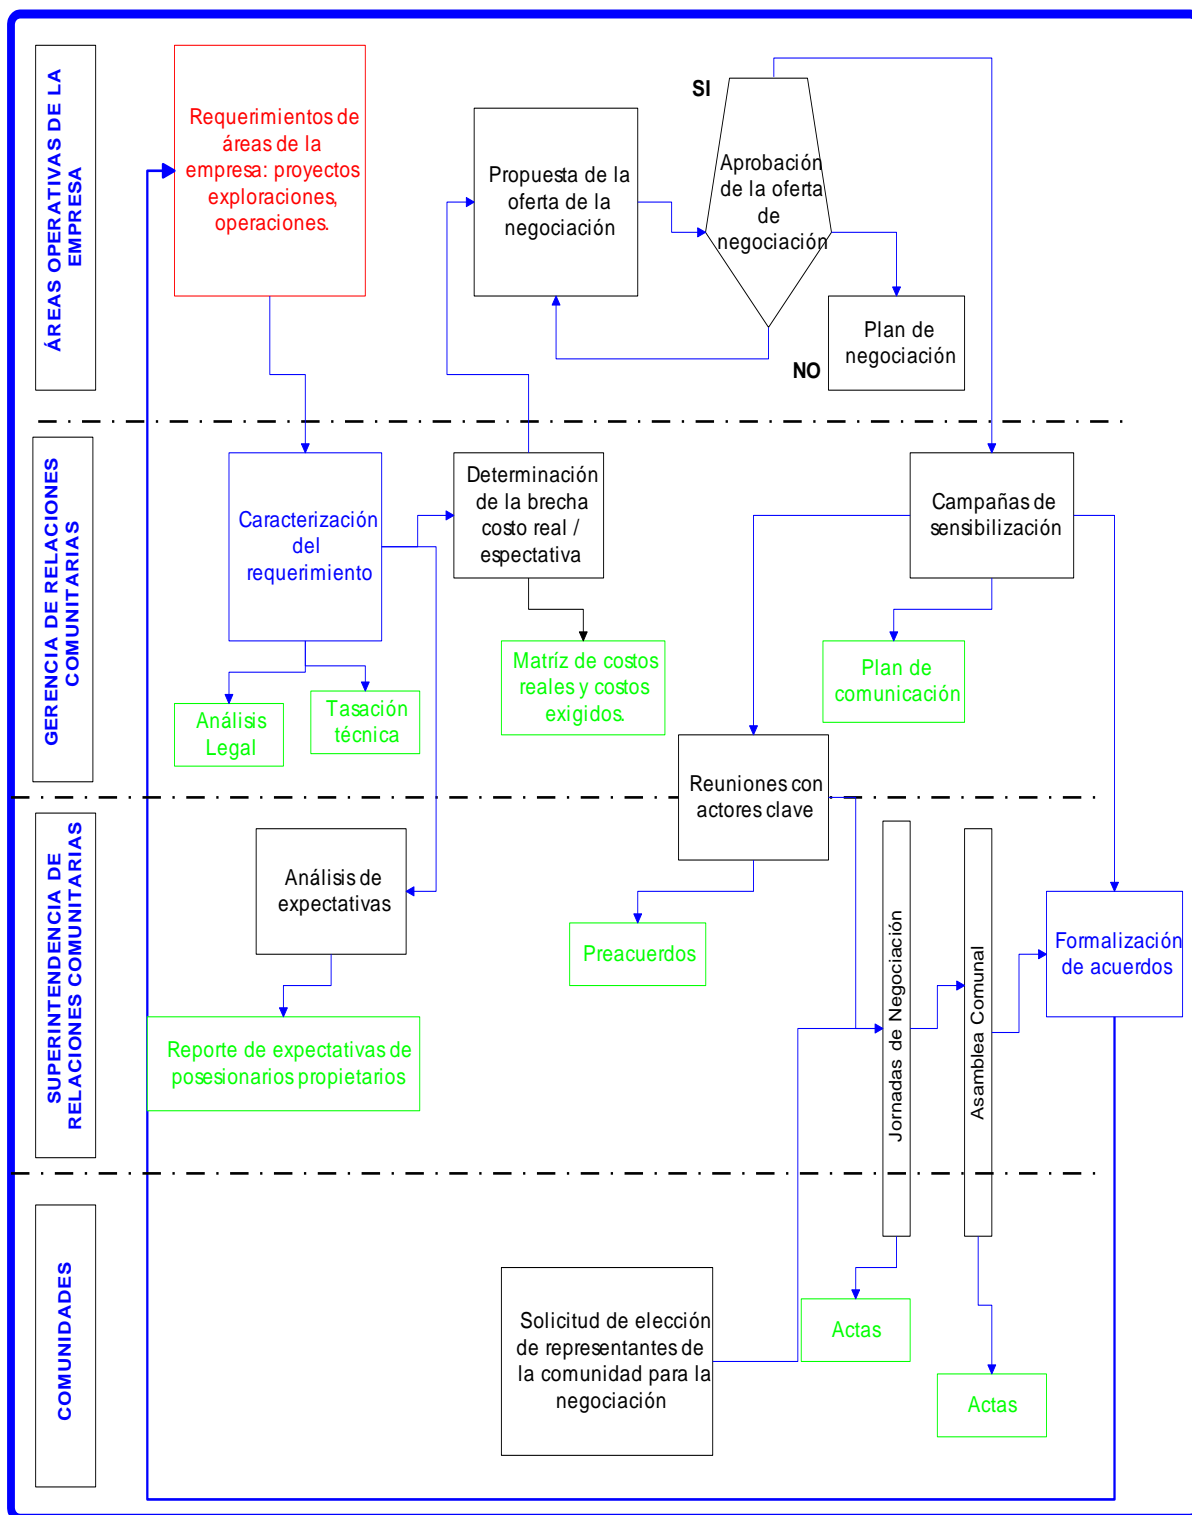 ÁREAS OPERATIVAS DE LA
EMPRESA
Requerimientos de
áreas de la
empresa: proyectos
exploraciones,
operaciones.
Propuesta de la
oferta de la
negociación
SI
Aprobación
de la oferta
de
negociación
NO
Plan de
negociación
GERENCIA DE RELACIONES
COMUNITARIAS
Caracterización
del
requerimiento
Determinación
de la brecha
costo real /
espectativa
Campañas de
sensibilización
Análisis
Legal
Tasación
técnica
Matríz de costos
reales y costos
exigidos.
Plan de
comunicación
Reuniones con
actores clave
SUPERINTENDENCIA DE
RELACIONES COMUNITARIAS
Análisis de
expectativas
Preacuerdos
Jornadas de Negociación
Asamblea Comunal
Formalización
de acuerdos
Reporte de expectativas de
posesionarios propietarios
COMUNIDADES
Solicitud de elección
de representantes de
la comunidad para la
negociación
Actas
Actas